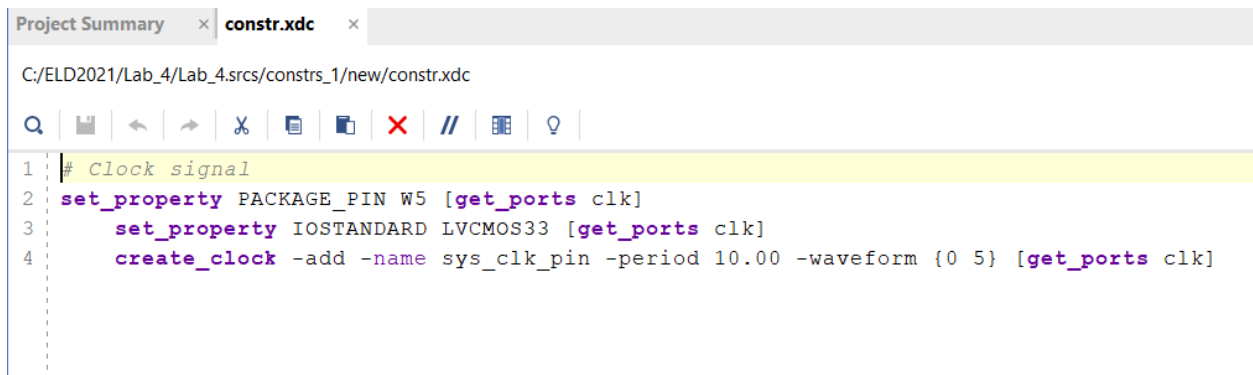 Project Summary × constr.xdc ×
C:/ELD2021/Lab_4/Lab_4.srcs/constrs_1/new/constr.xdc
1 # Clock signal
2 set_property PACKAGE_PIN W5 [get_ports clk]
3 set_property IOSTANDARD LVCMOS33 [get_ports clk]
4 create_clock -add -name sys_clk_pin -period 10.00 -waveform {0 5} [get_ports clk]